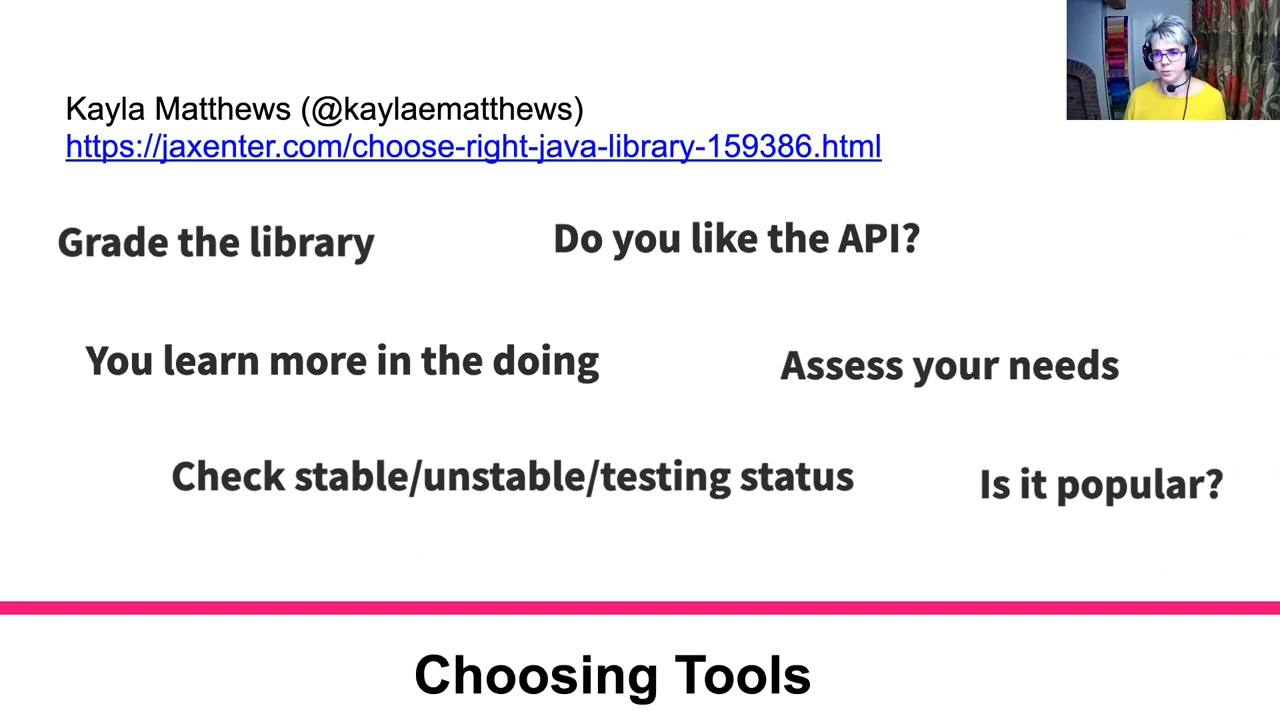 Kayla Matthews (@kaylaematthews)
https://jaxenter.com/choose-right-java-library-159386.html
Grade the library
Do you like the API?
You learn more in the doing
Assess your needs
Check stable/unstable/testing status
Is it popular?
Choosing Tools